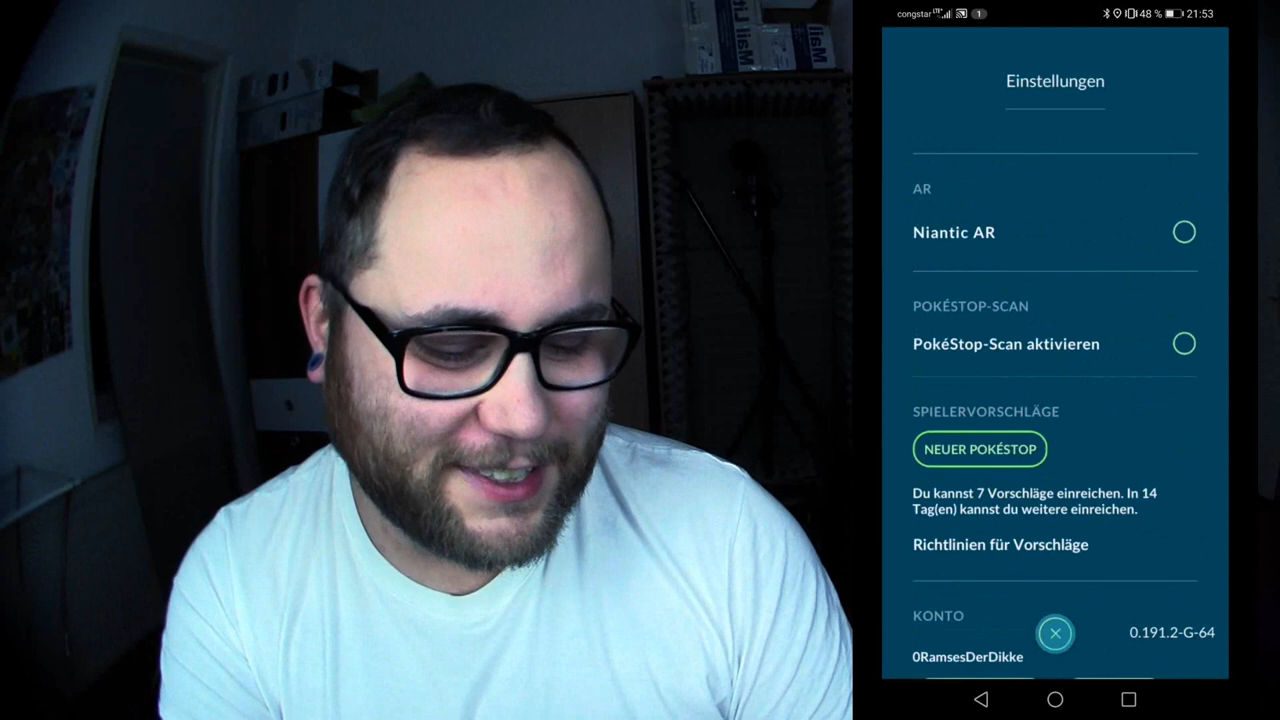 congstar
1
48 %
21:53
Einstellungen
AR
Niantic AR
POKÉSTOP-SCAN
PokéStop-Scan aktivieren
SPIELERVORSCHLÄGE
NEUER POKÉSTOP
Du kannst 7 Vorschläge einreichen. In 14
Tag(en) kannst du weitere einreichen.
Richtlinien für Vorschläge
KONTO
0.191.2-G-64
0RamsesDerDikke